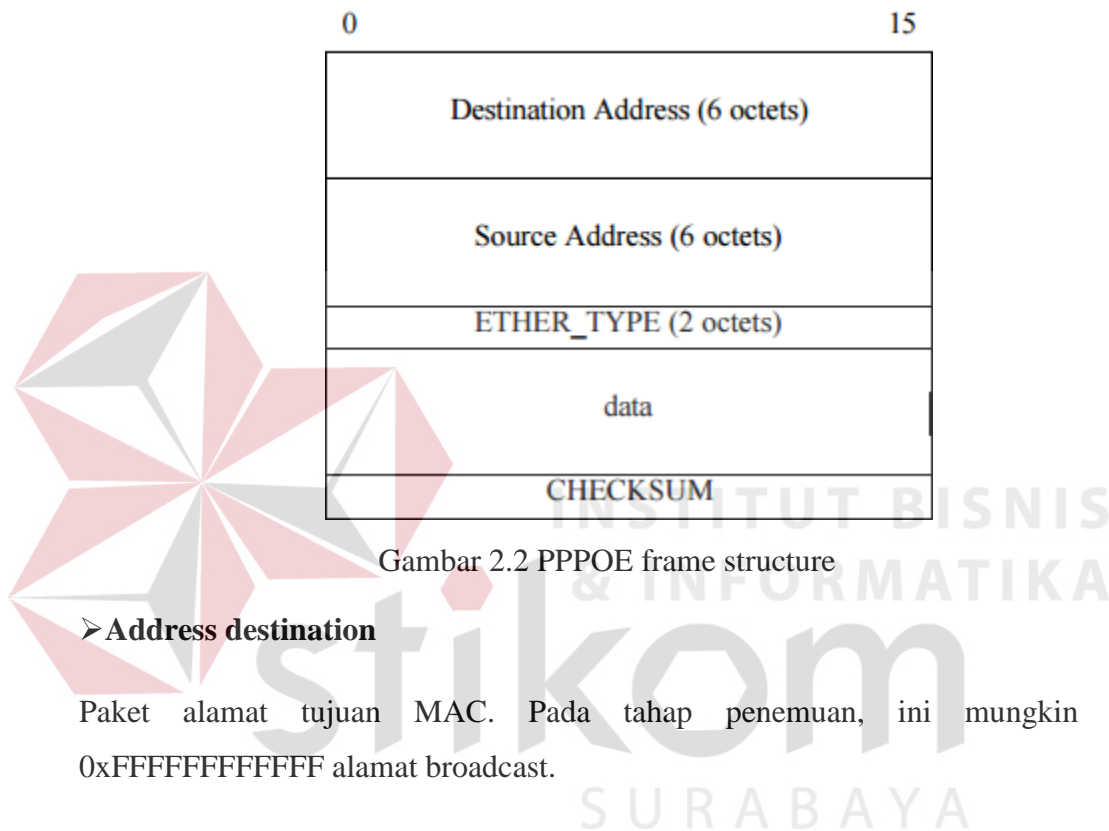 0 15
Destination Address (6 octets)
Source Address (6 octets)
ETHER_TYPE (2 octets)
data
CHECKSUM
INSTITUT BISNIS
& INFORMATIKA
stikom
SURABAYA
Gambar 2.2 PPPOE frame structure
➢Address destination
Paket alamat tujuan MAC. Pada tahap penemuan, ini mungkin
0xFFFFFFFFFFFF alamat broadcast.